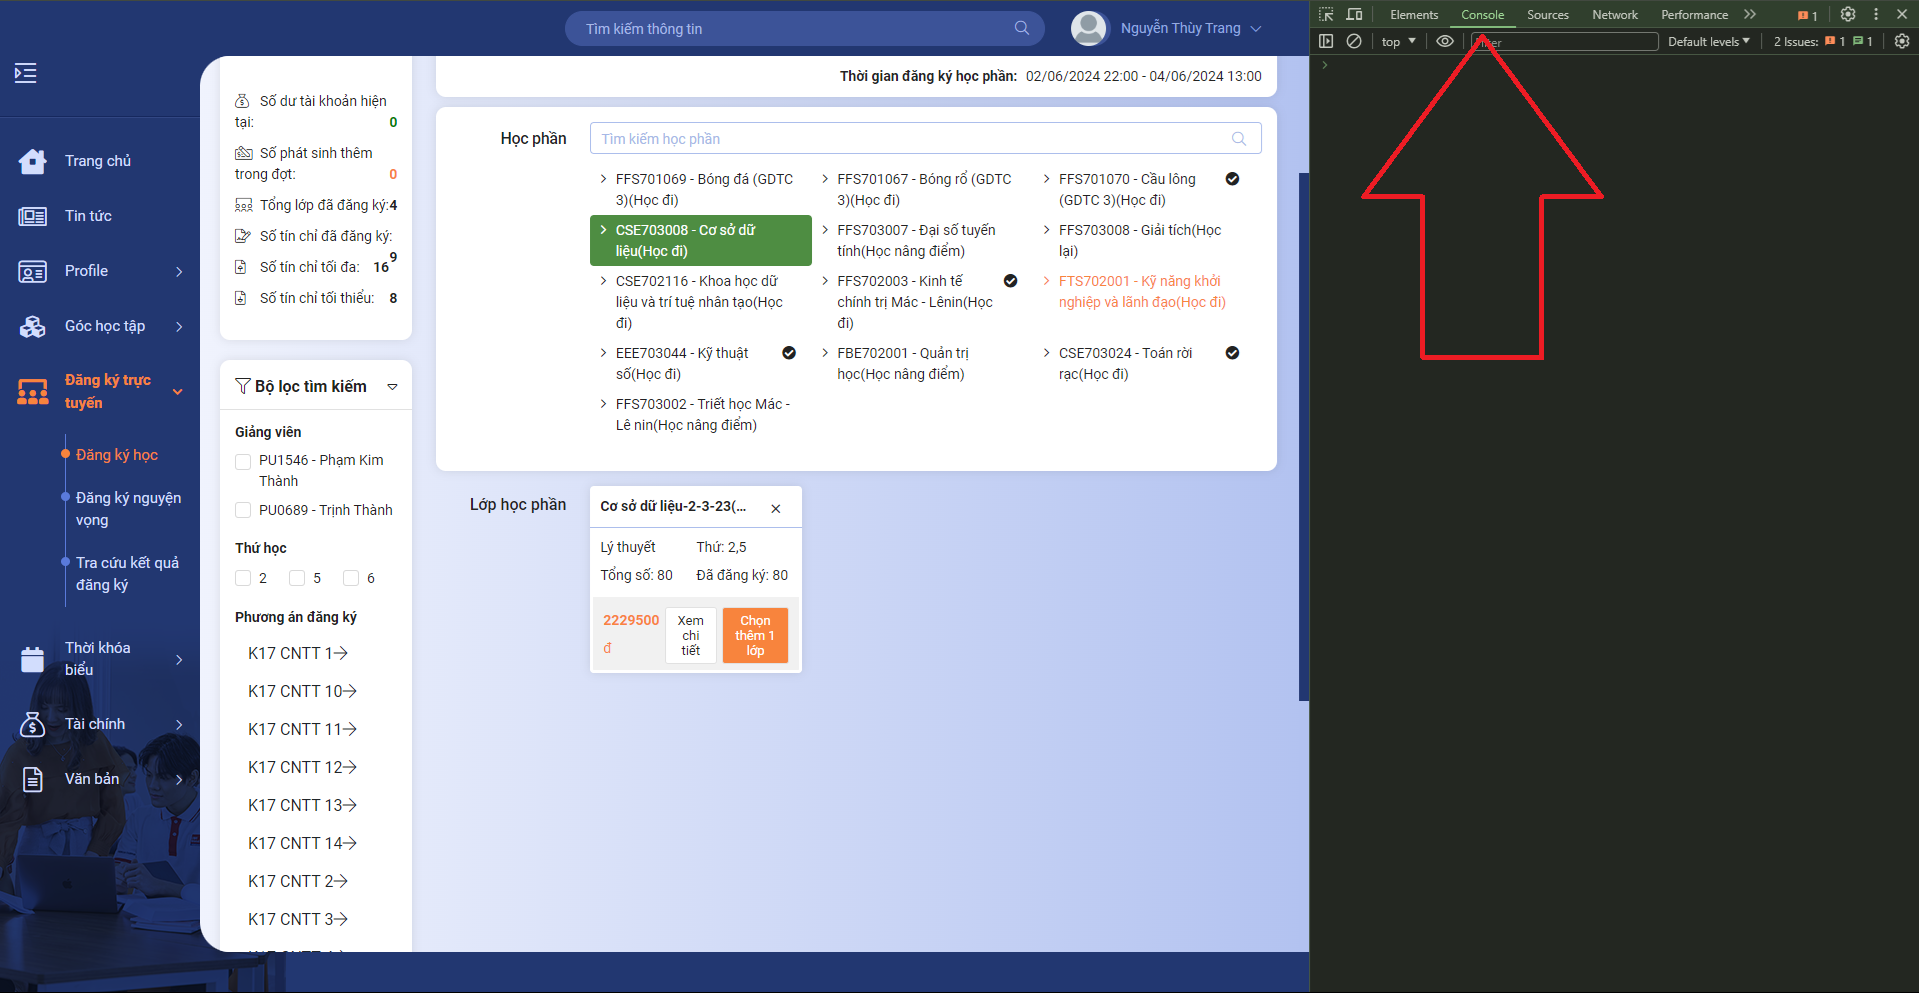 Tìm kiếm thông tin
Nguyễn Thùy Trang
Trang chủ
Tin tức
Profile
Góc học tập
Đăng ký trực
tuyến
Đăng ký học
Đăng ký nguyện
vọng
Tra cứu kết quả
đăng ký
Thời khóa
biểu
Tài chính
Văn bản
Số dư tài khoản hiện
tại: 0
Số phát sinh thêm
trong đợt: 0
Tổng lớp đã đăng ký: 4
Số tín chỉ đã đăng ký:
9
Số tín chỉ tối đa: 16
Số tín chỉ tối thiểu: 8
Bộ lọc tìm kiếm
Giảng viên
PU1546 - Phạm Kim
Thành
PU0689 - Trịnh Thành
Thứ học
2 5 6
Phương án đăng ký
K17 CNTT 1
K17 CNTT 10
K17 CNTT 11
K17 CNTT 12
K17 CNTT 13
K17 CNTT 14
K17 CNTT 2
K17 CNTT 3
Thời gian đăng ký học phần: 02/06/2024 22:00 - 04/06/2024 13:00
Học phần
Tìm kiếm học phần
FFS701069 - Bóng đá (GDTC
3)(Học đi)
FFS701067 - Bóng rổ (GDTC
3)(Học đi)
FFS701070 - Cầu lông
(GDTC 3)(Học đi)
CSE703008 - Cơ sở dữ
liệu(Học đi)
FFS703007 - Đại số tuyến
tính(Học nâng điểm)
FFS703008 - Giải tích(Học
lại)
CSE702116 - Khoa học dữ
liệu và trí tuệ nhân tạo(Học
đi)
FFS702003 - Kinh tế
chính trị Mác - Lênin(Học
đi)
FTS702001 - Kỹ năng khởi
nghiệp và lãnh đạo(Học đi)
EEE703044 - Kỹ thuật
số(Học đi)
FBE702001 - Quản trị
học(Học nâng điểm)
CSE703024 - Toán rời
rạc(Học đi)
FFS703002 - Triết học Mác -
Lê nin(Học nâng điểm)
Lớp học phần
Cơ sở dữ liệu-2-3-23(...
Lý thuyết Thứ: 2,5
Tổng số: 80 Đã đăng ký: 80
2229500
đ
Xem
chi
tiết
Chọn
thêm 1
lớp
Elements Console Sources Network Performance 1
top Default levels 2 Issues: 1 1